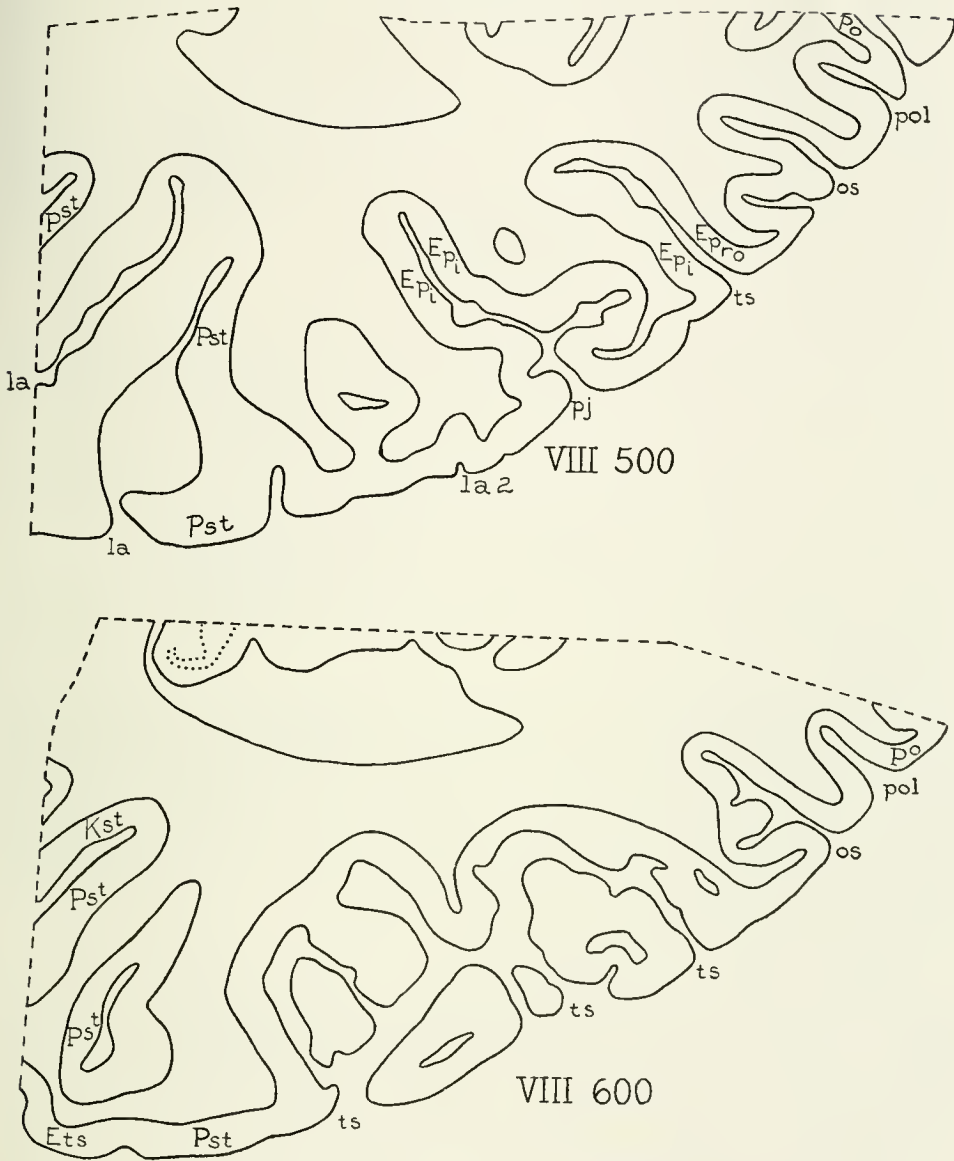 Po
pol
os
Pst
Epi
Epi
Epi
Epro
ts
Pst
la
pj
VIII 500
la 2
Pst
la
Po
pol
Kst
os
Pst
ts
Pst
ts
VIII 600
ts
Ets
Pst